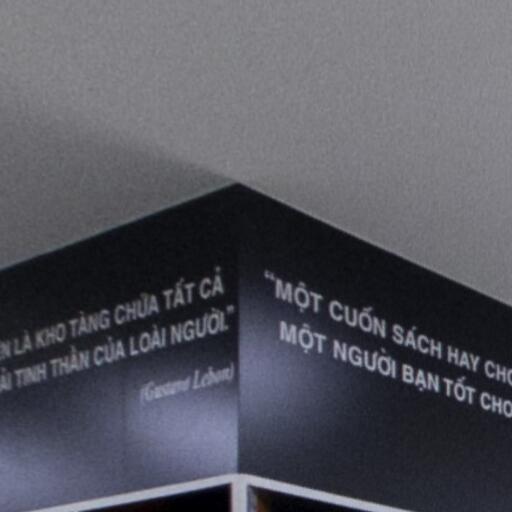 LÀ KHO TÀNG CHỨA TẤT CẢ
TINH THẦN CỦA LOÀI NGƯỜI."
(Gustave Lebon)
"MỘT CUỐN SÁCH HAY CHO
MỘT NGƯỜI BẠN TỐT CHO